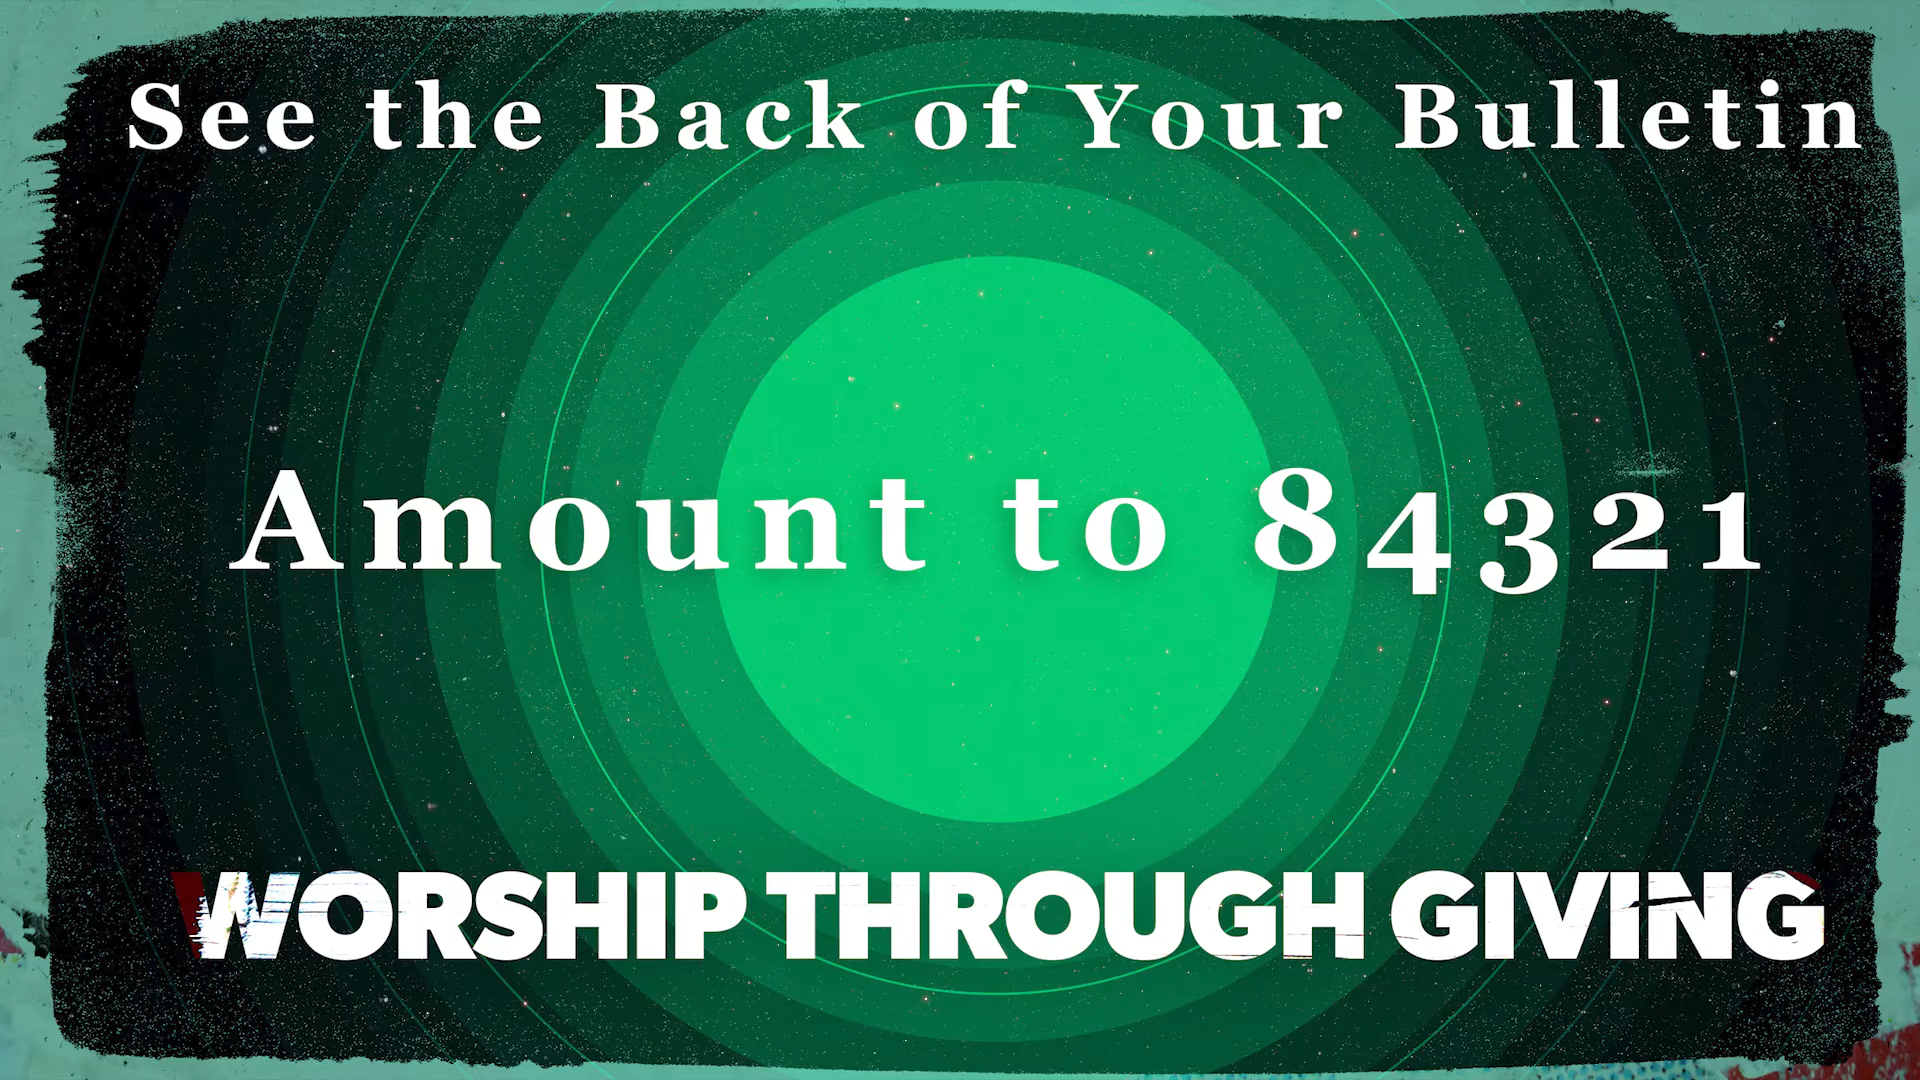 See the Back of Your Bulletin
Amount to 84321
WORSHIP THROUGH GIVING